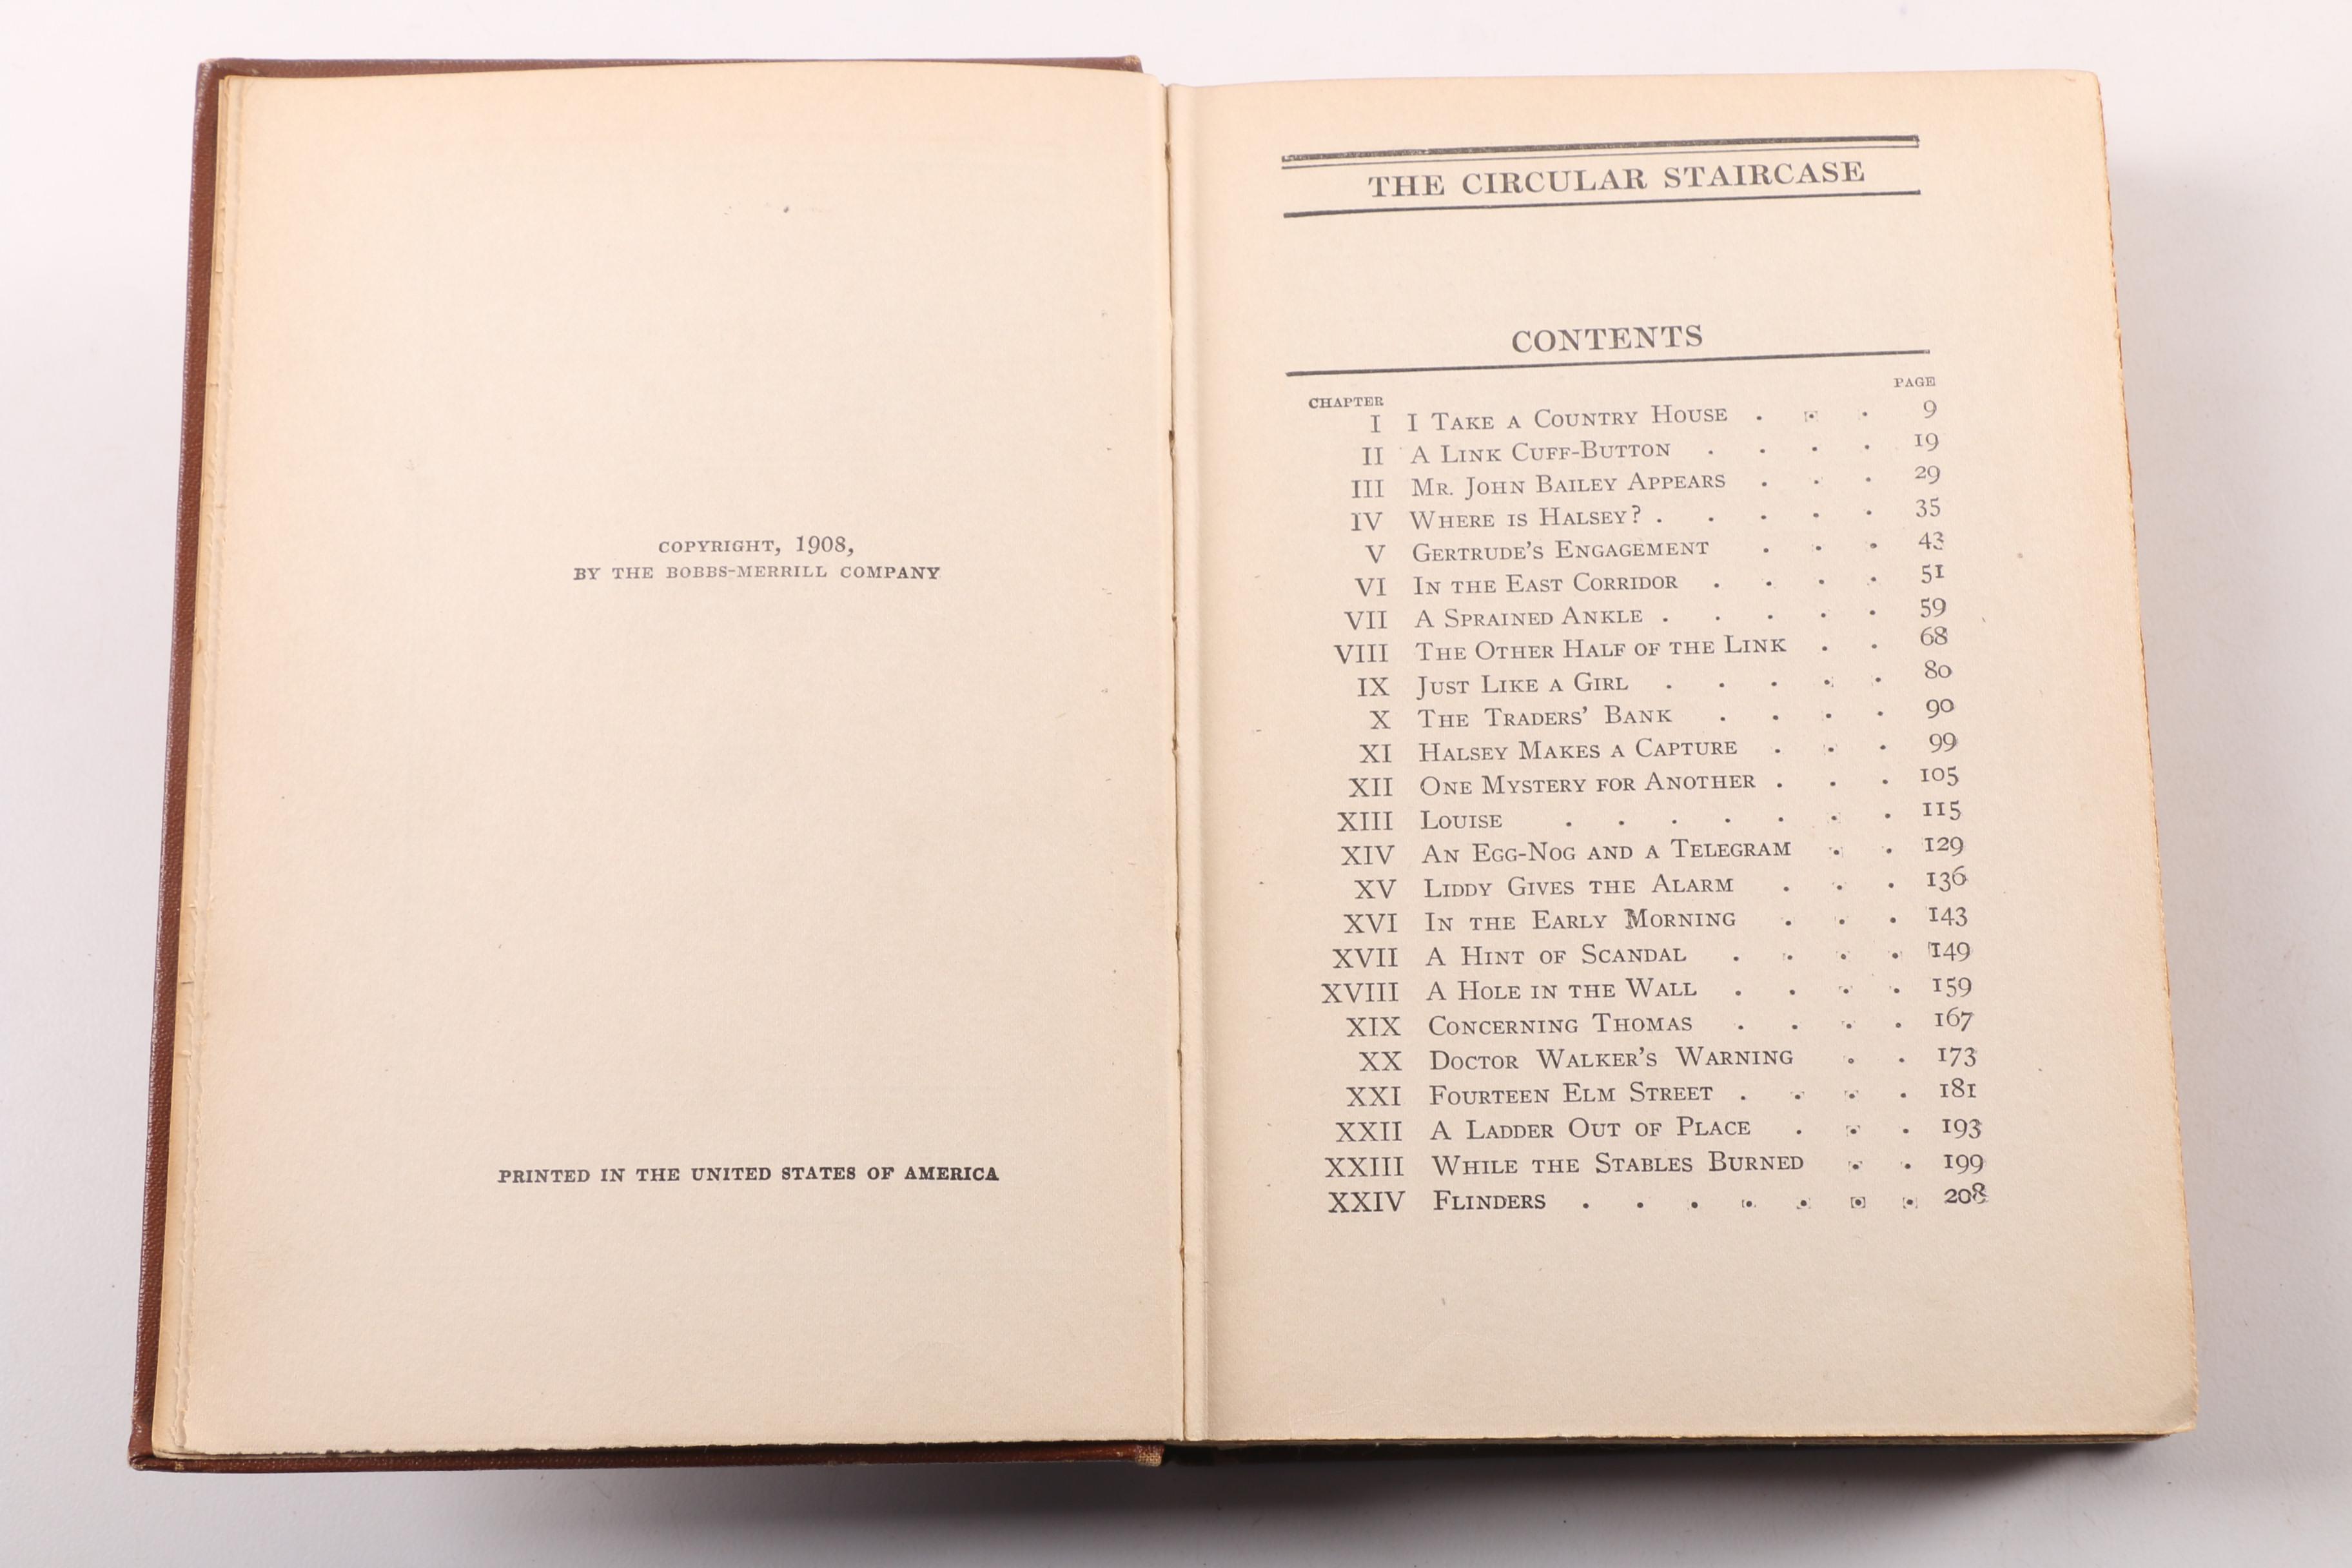 COPYRIGHT, 1908,
BY THE BOBBS-MERRILL COMPANY
PRINTED IN THE UNITED STATES OF AMERICA
THE CIRCULAR STAIRCASE
CONTENTS
CHAPTER PAGE
I I TAKE A COUNTRY HOUSE . . . 9
II A LINK CUFF-BUTTON . . . . 19
III MR. JOHN BAILEY APPEARS . . . 29
IV WHERE IS HALSEY? . . . . . 35
V GERTRUDE'S ENGAGEMENT . . . 43
VI IN THE EAST CORRIDOR . . . . 51
VII A SPRAINED ANKLE . . . . . 59
VIII THE OTHER HALF OF THE LINK . . 68
IX JUST LIKE A GIRL . . . . . 80
X THE TRADERS' BANK . . . . 90
XI HALSEY MAKES A CAPTURE . . . 99
XII ONE MYSTERY FOR ANOTHER . . . 105
XIII LOUISE . . . . . . . 115
XIV AN EGG-NOG AND A TELEGRAM . . 129
XV LIDDY GIVES THE ALARM . . . 136
XVI IN THE EARLY MORNING . . . 143
XVII A HINT OF SCANDAL . . . . 149
XVIII A HOLE IN THE WALL . . . . 159
XIX CONCERNING THOMAS . . . . 167
XX DOCTOR WALKER'S WARNING . . 173
XXI FOURTEEN ELM STREET . . . . 181
XXII A LADDER OUT OF PLACE . . . 193
XXIII WHILE THE STABLES BURNED . . 199
XXIV FLINDERS . . . . . . . 208